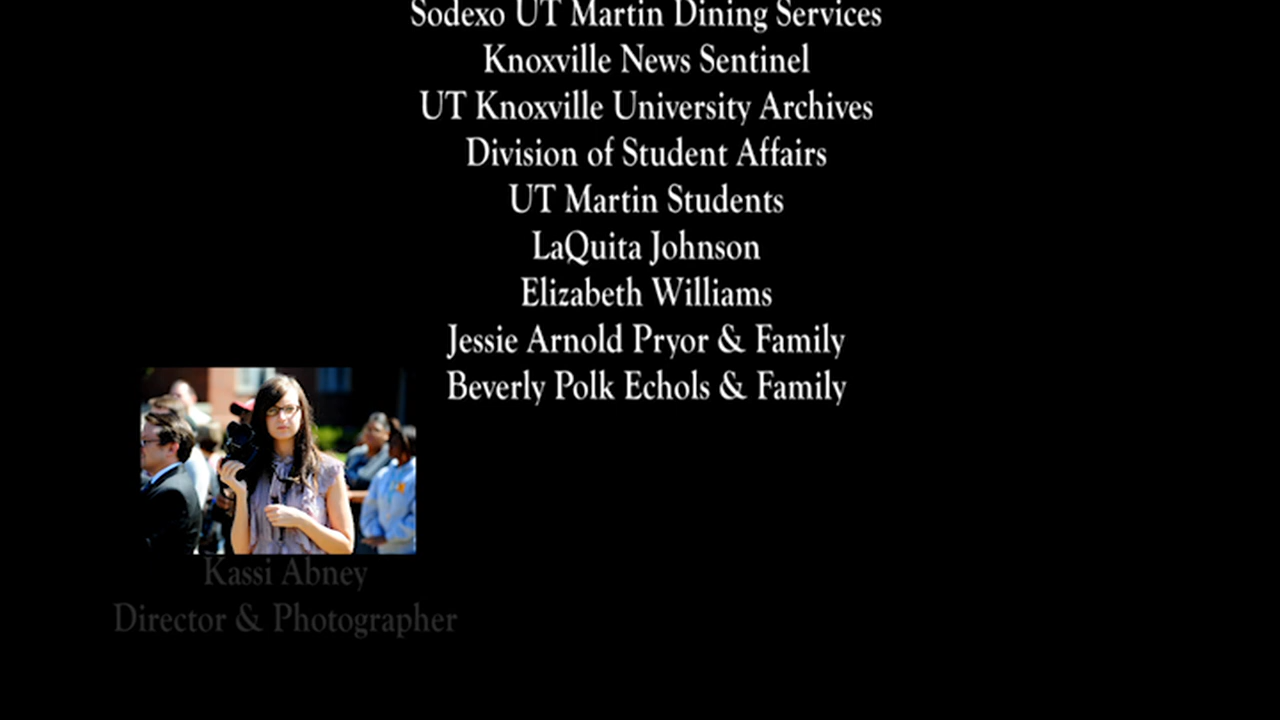 Sodexo UT Martin Dining Services
Knoxville News Sentinel
UT Knoxville University Archives
Division of Student Affairs
UT Martin Students
LaQuita Johnson
Elizabeth Williams
Jessie Arnold Pryor & Family
Beverly Polk Echols & Family
Kassi Abney
Director & Photographer